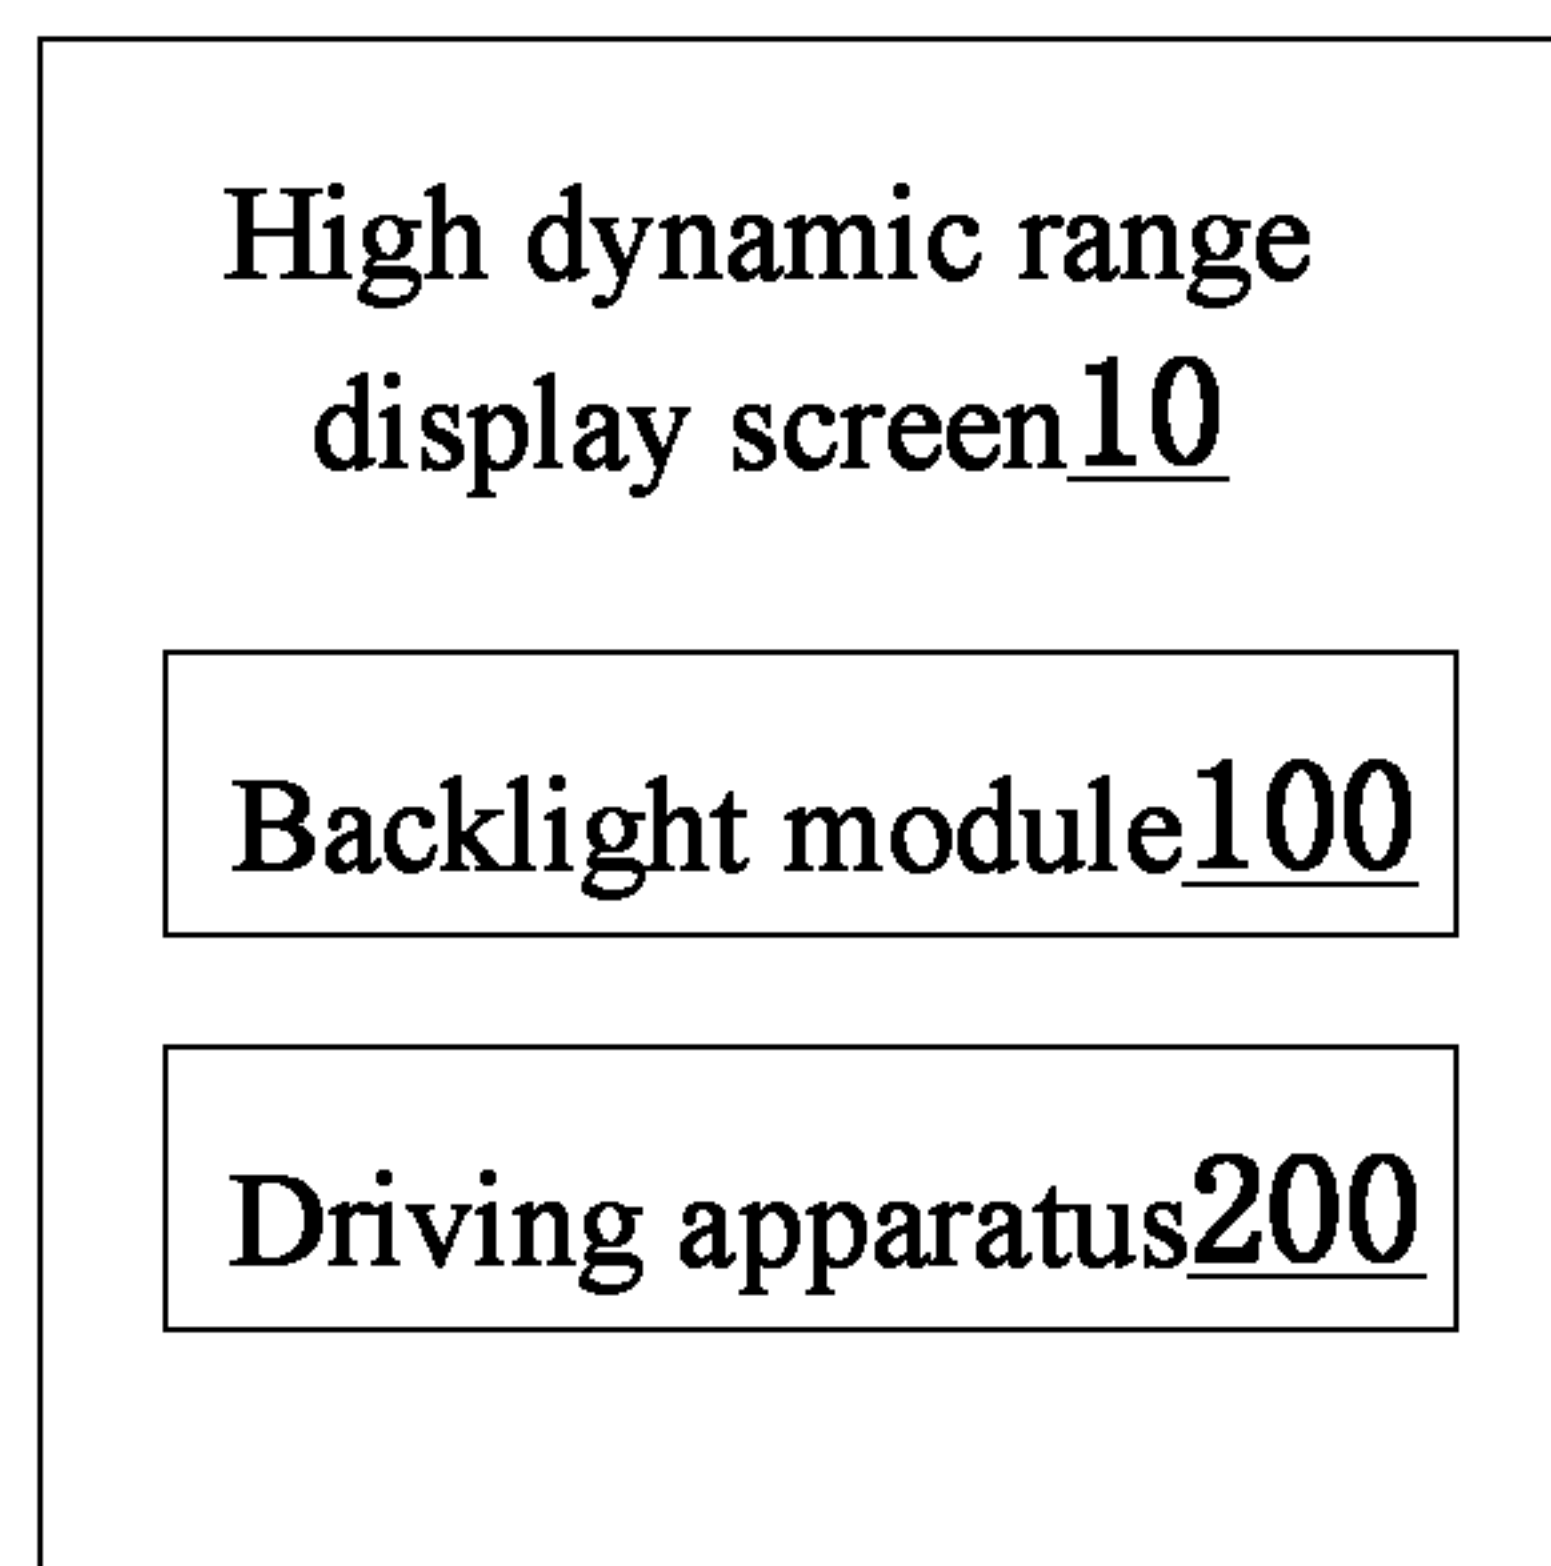 High dynamic range
display screen10
Backlight module100
Driving apparatus200